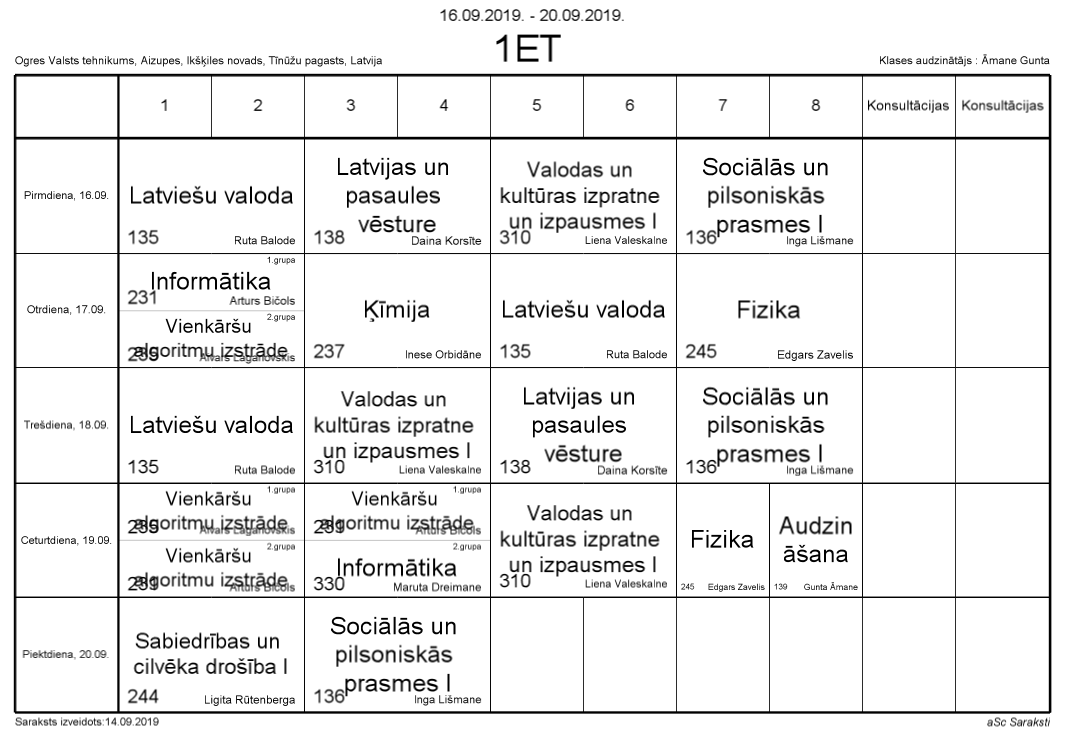 16.09.2019. - 20.09.2019.
1ET
Ogres Valsts tehnikums, Aizupes, Ikšķiles novads, Tīnūžu pagasts, Latvija
Klases audzinātājs : Āmane Gunta
1 2 3 4 5 6 7 8 Konsultācijas Konsultācijas
Pirmdiena, 16.09.
Latviešu valoda
135 Ruta Balode
Latvijas un
pasaules
vēsture
138 Daina Korsīte
Valodas un
kultūras izpratne
un izpausmes I
310 Liena Valeskalne
Sociālās un
pilsoniskās
prasmes I
136 Inga Lišmane
Otrdiena, 17.09.
1.grupa
Informātika
231 Arturs Bičols
2.grupa
Vienkāršu
algoritmu izstrāde
235 Aivars Laganovskis
Ķīmija
237 Inese Orbidāne
Latviešu valoda
135 Ruta Balode
Fizika
245 Edgars Zavelis
Trešdiena, 18.09.
Latviešu valoda
135 Ruta Balode
Valodas un
kultūras izpratne
un izpausmes I
310 Liena Valeskalne
Latvijas un
pasaules
vēsture
138 Daina Korsīte
Sociālās un
pilsoniskās
prasmes I
136 Inga Lišmane
Ceturtdiena, 19.09.
1.grupa
Vienkāršu
algoritmu izstrāde
235 Aivars Laganovskis
2.grupa
Vienkāršu
algoritmu izstrāde
231 Arturs Bičols
1.grupa
Vienkāršu
algoritmu izstrāde
231 Arturs Bičols
2.grupa
Informātika
330 Maruta Dreimane
Valodas un
kultūras izpratne
un izpausmes I
310 Liena Valeskalne
Fizika
245 Edgars Zavelis
Audzin
āšana
139 Gunta Āmane
Piektdiena, 20.09.
Sabiedrības un
cilvēka drošība I
244 Ligita Rūtenberga
Sociālās un
pilsoniskās
prasmes I
136 Inga Lišmane
Saraksts izveidots:14.09.2019
aSc Saraksti